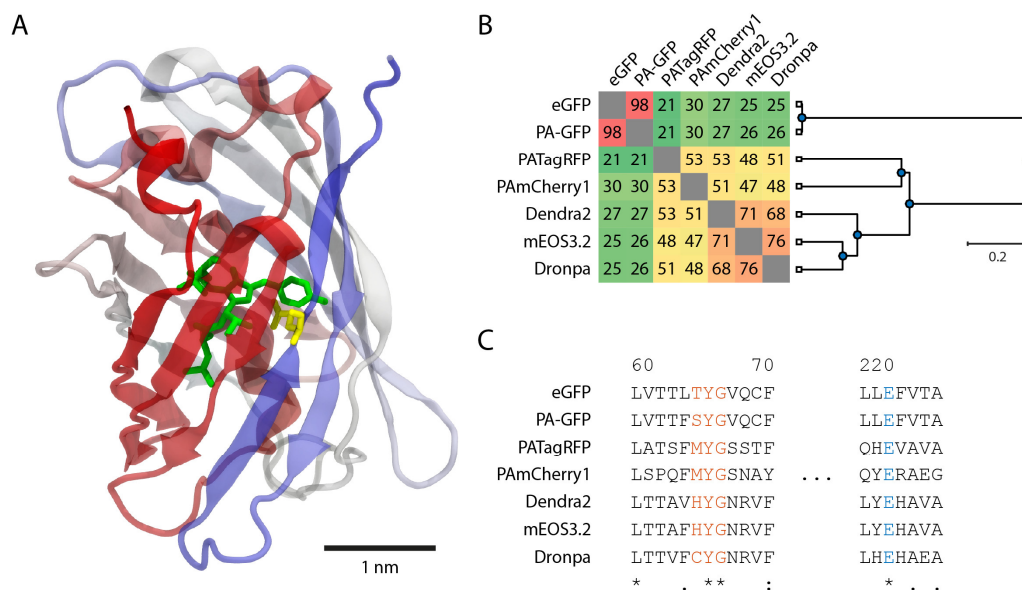 A
1 nm
B
eGFP
PA-GFP
PATagRFP
PAmCherry1
Dendra2
mEOS3.2
Dronpa
eGFP 98 21 30 27 25 25
PA-GFP 98 21 30 27 26 26
PATagRFP 21 21 53 53 48 51
PAmCherry1 30 30 53 51 47 48
Dendra2 27 27 53 51 71 68
mEOS3.2 25 26 48 47 71 76
Dronpa 25 26 51 48 68 76
0.2
C
60 70 220
eGFP LVTTLTYGVQCF LLEFVTA
PA-GFP LVTTFSYGVQCF LLEFVTA
PATagRFP LATSFMYGSSTF QHEVAVA
PAmCherry1 LSPQFMYGSNAY ... QYERAEG
Dendra2 LTTAVHYGNRVF LYEHAVA
mEOS3.2 LTTAFHYGNRVF LYEHAVA
Dronpa LTTVFCYGNRVF LHEHAEA
* . ** : * . .